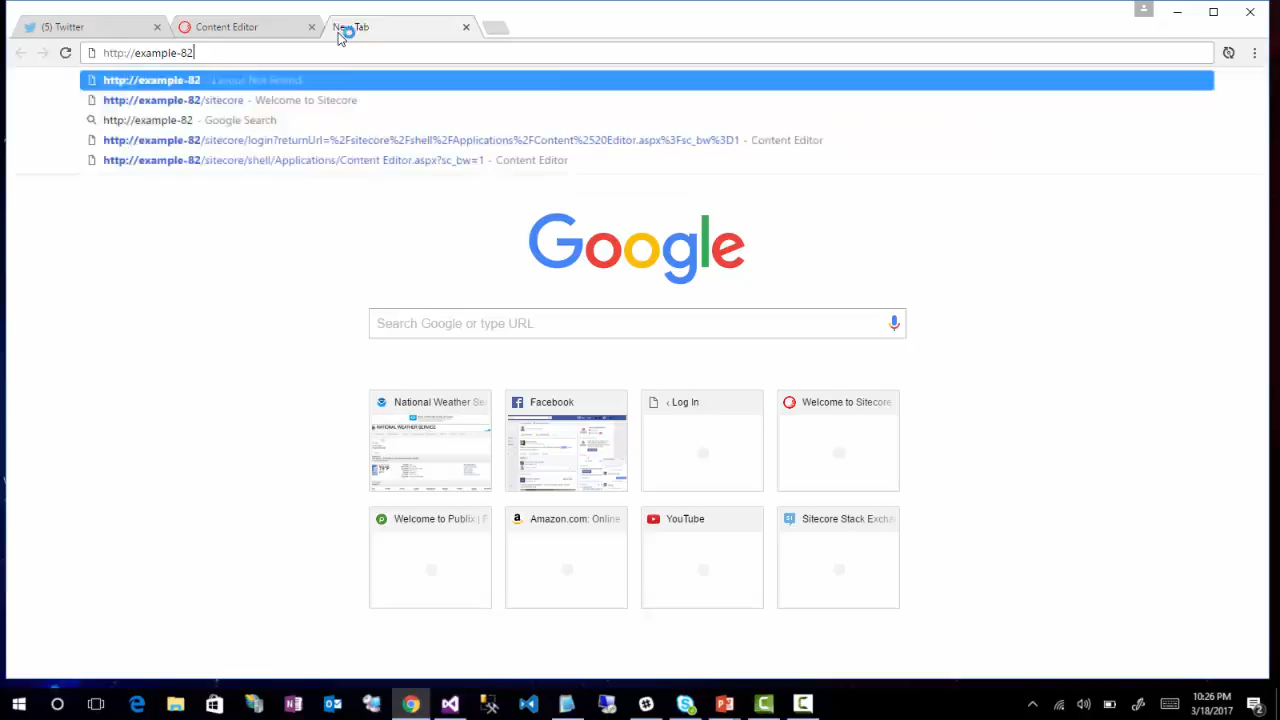 (5) Twitter
Content Editor
New Tab
http://example-82
http://example-82
http://example-82/sitecore - Welcome to Sitecore
http://example-82 - Google Search
http://example-82/sitecore/login?returnUrl=%2Fsitecore%2Fshell%2FApplications%2FContent%2520Editor.aspx%3Fsc_bw%3D1 - Content Editor
http://example-82/sitecore/shell/Applications/Content Editor.aspx?sc_bw=1 - Content Editor
Google
Search Google or type URL
National Weather Se
Facebook
‹ Log In
Welcome to Sitecore
NATIONAL WEATHER SERVICE
Welcome to Publix | F
Amazon.com: Online
YouTube
Sitecore Stack Excha
10:26 PM
3/18/2017